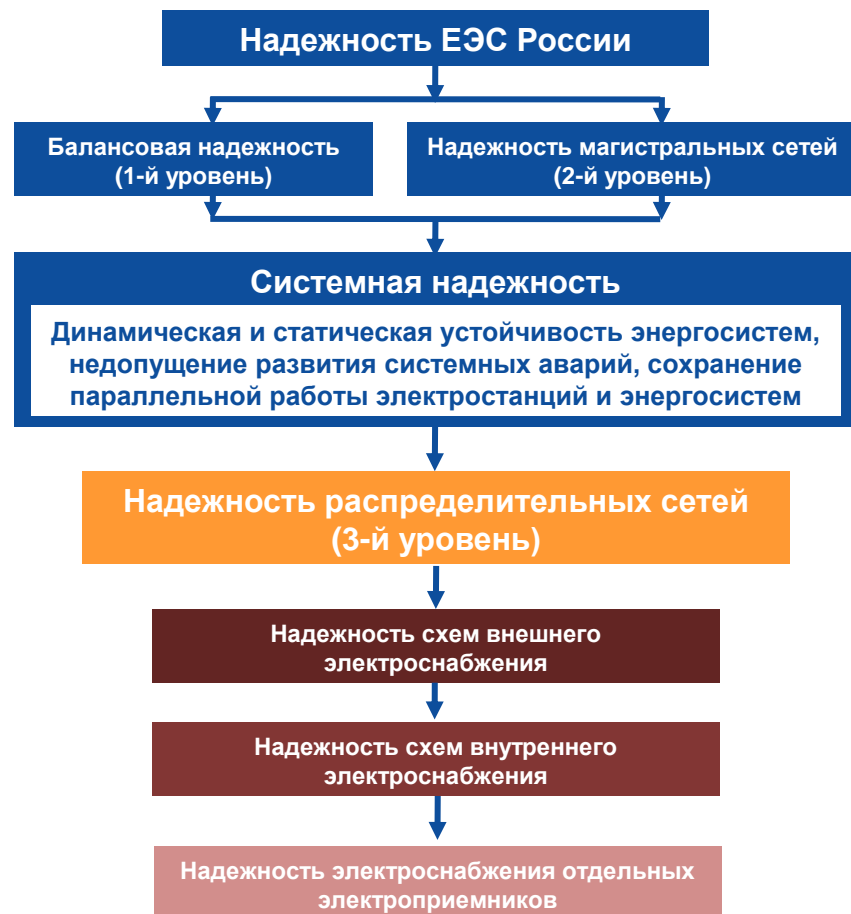 Надежность ЕЭС России
Балансовая надежность
(1-й уровень)
Надежность магистральных сетей
(2-й уровень)
Системная надежность
Динамическая и статическая устойчивость энергосистем,
недопущение развития системных аварий, сохранение
параллельной работы электростанций и энергосистем
Надежность распределительных сетей
(3-й уровень)
Надежность схем внешнего
электроснабжения
Надежность схем внутреннего
электроснабжения
Надежность электроснабжения отдельных
электроприемников